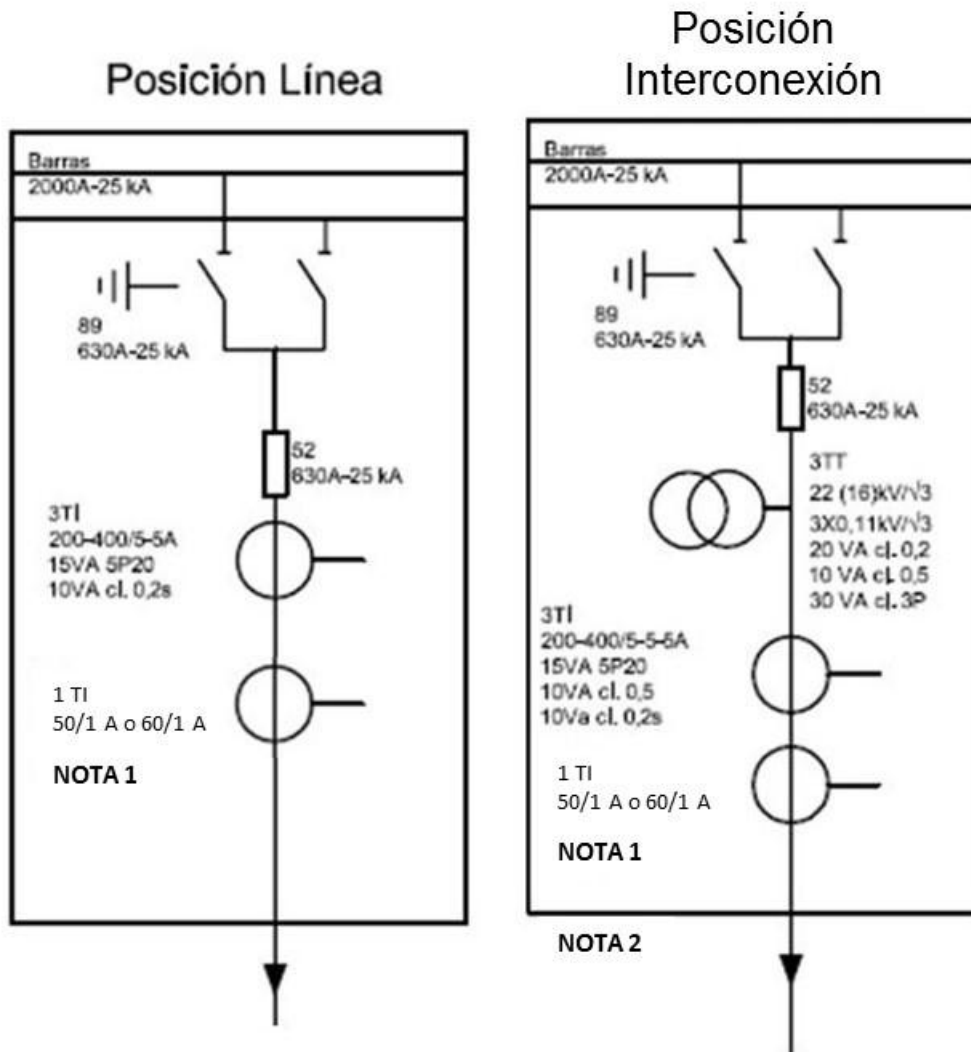 Posición Línea
Barras
2000A-25 kA
89
630A-25 kA
52
630A-25 kA
3TI
200-400/5-5A
15VA 5P20
10VA cl. 0,2s
1 TI
50/1 A o 60/1 A
NOTA 1
Posición
Interconexión
Barras
2000A-25 kA
89
630A-25 kA
52
630A-25 kA
3TT
22 (16)kV/√3
3X0,11kV/√3
20 VA cl. 0,2
10 VA cl. 0,5
30 VA cl. 3P
3TI
200-400/5-5-5A
15VA 5P20
10VA cl. 0,5
10Va cl. 0,2s
1 TI
50/1 A o 60/1 A
NOTA 1
NOTA 2